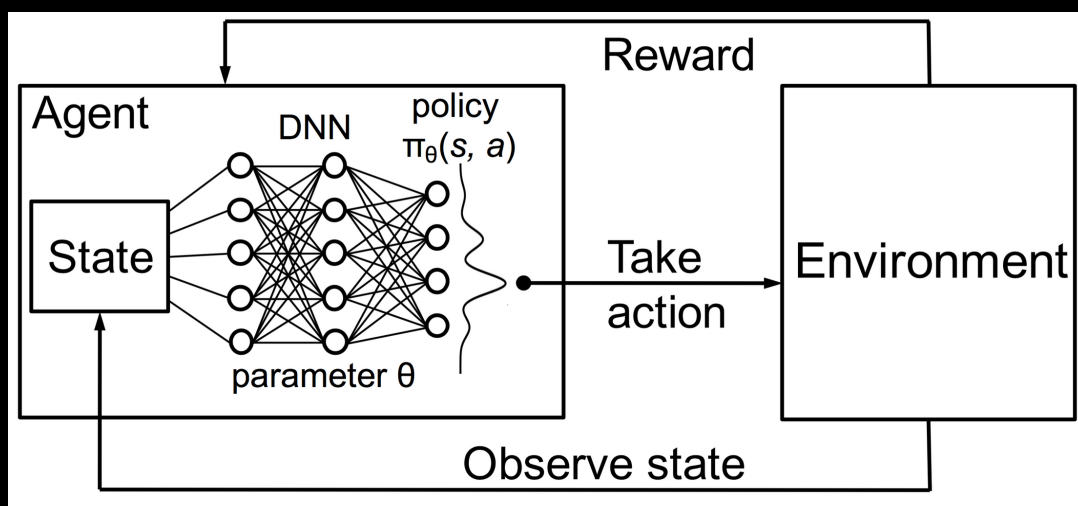 Reward
Agent
DNN
policy
πθ(s, a)
State
parameter θ
Take
action
Environment
Observe state